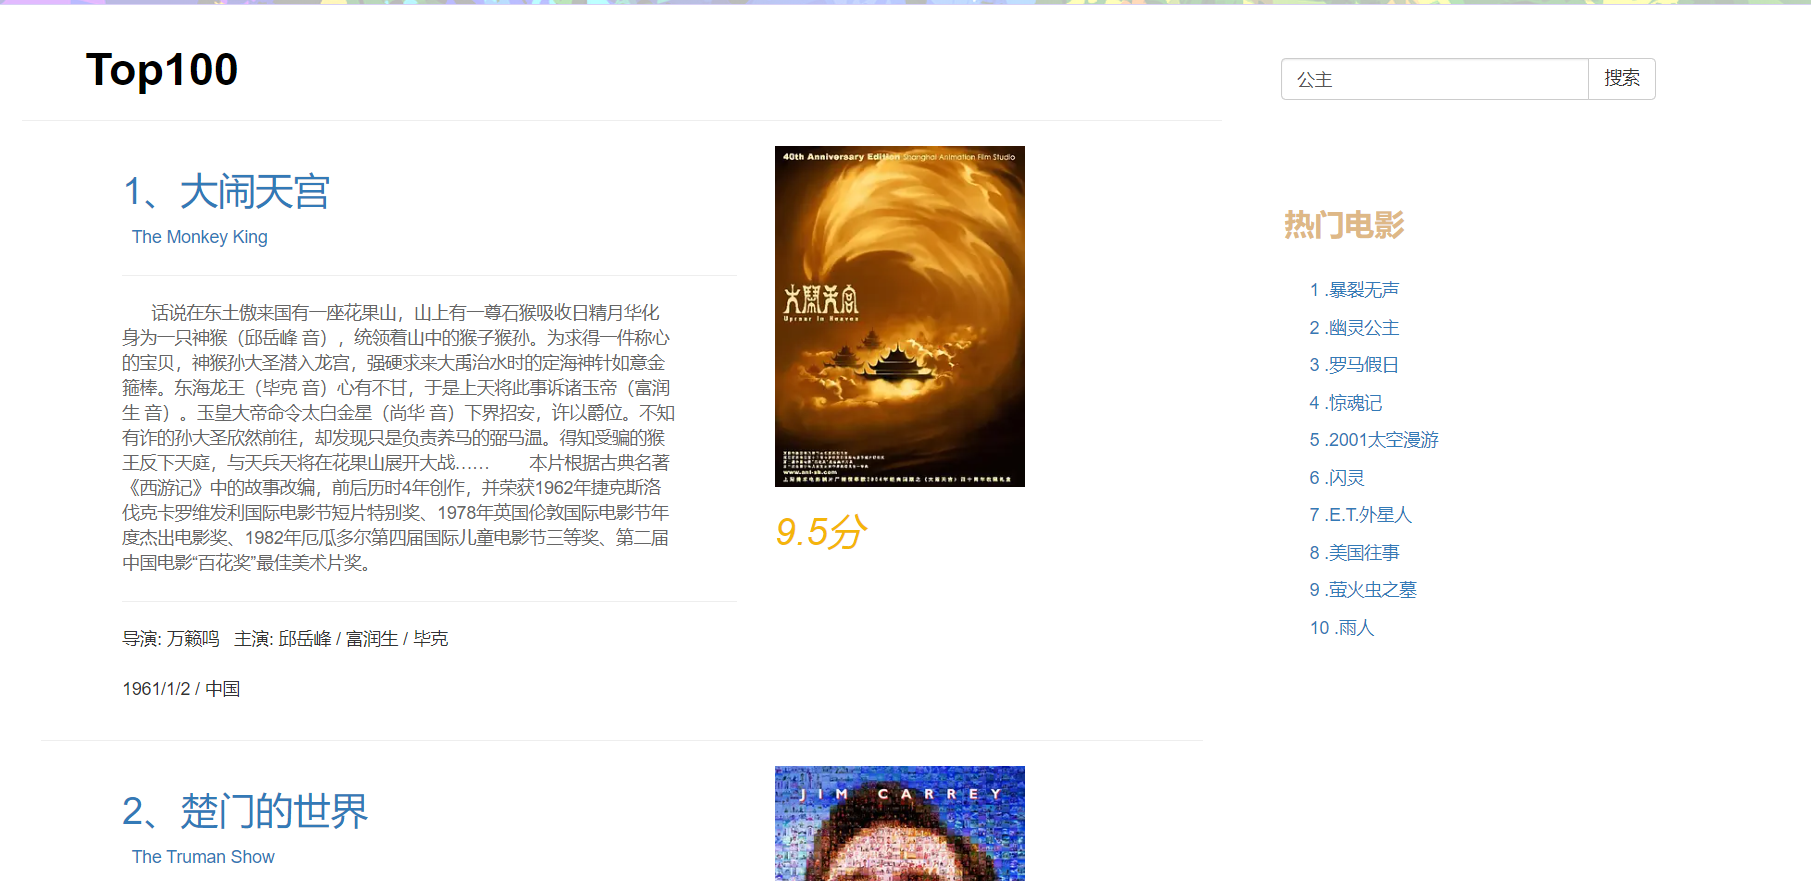 Top100
公主
搜索
1、大闹天宫
The Monkey King
话说在东土傲来国有一座花果山，山上有一尊石猴吸收日精月华化
身为一只神猴（邱岳峰 音），统领着山中的猴子猴孙。为求得一件称心
的宝贝，神猴孙大圣潜入龙宫，强硬求来大禹治水时的定海神针如意金
箍棒。东海龙王（毕克 音）心有不甘，于是上天将此事诉诸玉帝（富润
生 音）。玉皇大帝命令太白金星（尚华 音）下界招安，许以爵位。不知
有诈的孙大圣欣然前往，却发现只是负责养马的弼马温。得知受骗的猴
王反下天庭，与天兵天将在花果山展开大战…… 本片根据古典名著
《西游记》中的故事改编，前后历时4年创作，并荣获1962年捷克斯洛
伐克卡罗维发利国际电影节短片特别奖、1978年英国伦敦国际电影节年
度杰出电影奖、1982年厄瓜多尔第四届国际儿童电影节三等奖、第二届
中国电影“百花奖”最佳美术片奖。
导演: 万籁鸣 主演: 邱岳峰 / 富润生 / 毕克
1961/1/2 / 中国
40th Anniversary Edition Shanghai Animation Film Studio
大鬧天宮
Uproar in Heaven
9.5分
2、楚门的世界
The Truman Show
JIM CARREY
热门电影
1 .暴裂无声
2 .幽灵公主
3 .罗马假日
4 .惊魂记
5 .2001太空漫游
6 .闪灵
7 .E.T.外星人
8 .美国往事
9 .萤火虫之墓
10 .雨人